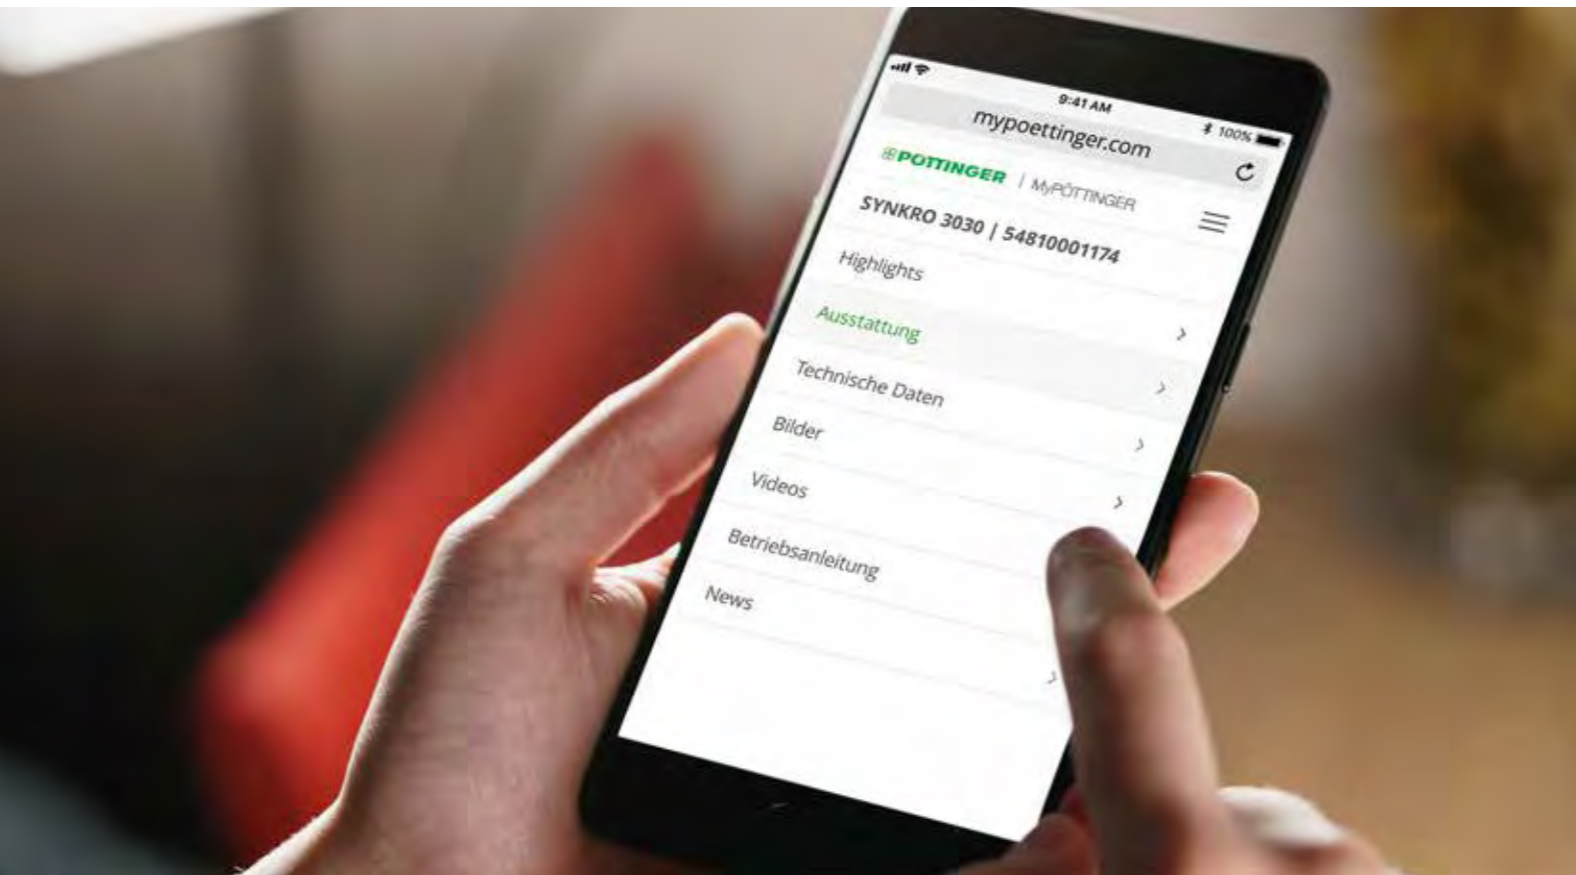 9:41 AM
100%
mypoettinger.com
PÖTTINGER | MyPÖTTINGER
SYNKRO 3030 | 54810001174
Highlights
Ausstattung
Technische Daten
Bilder
Videos
Betriebsanleitung
News